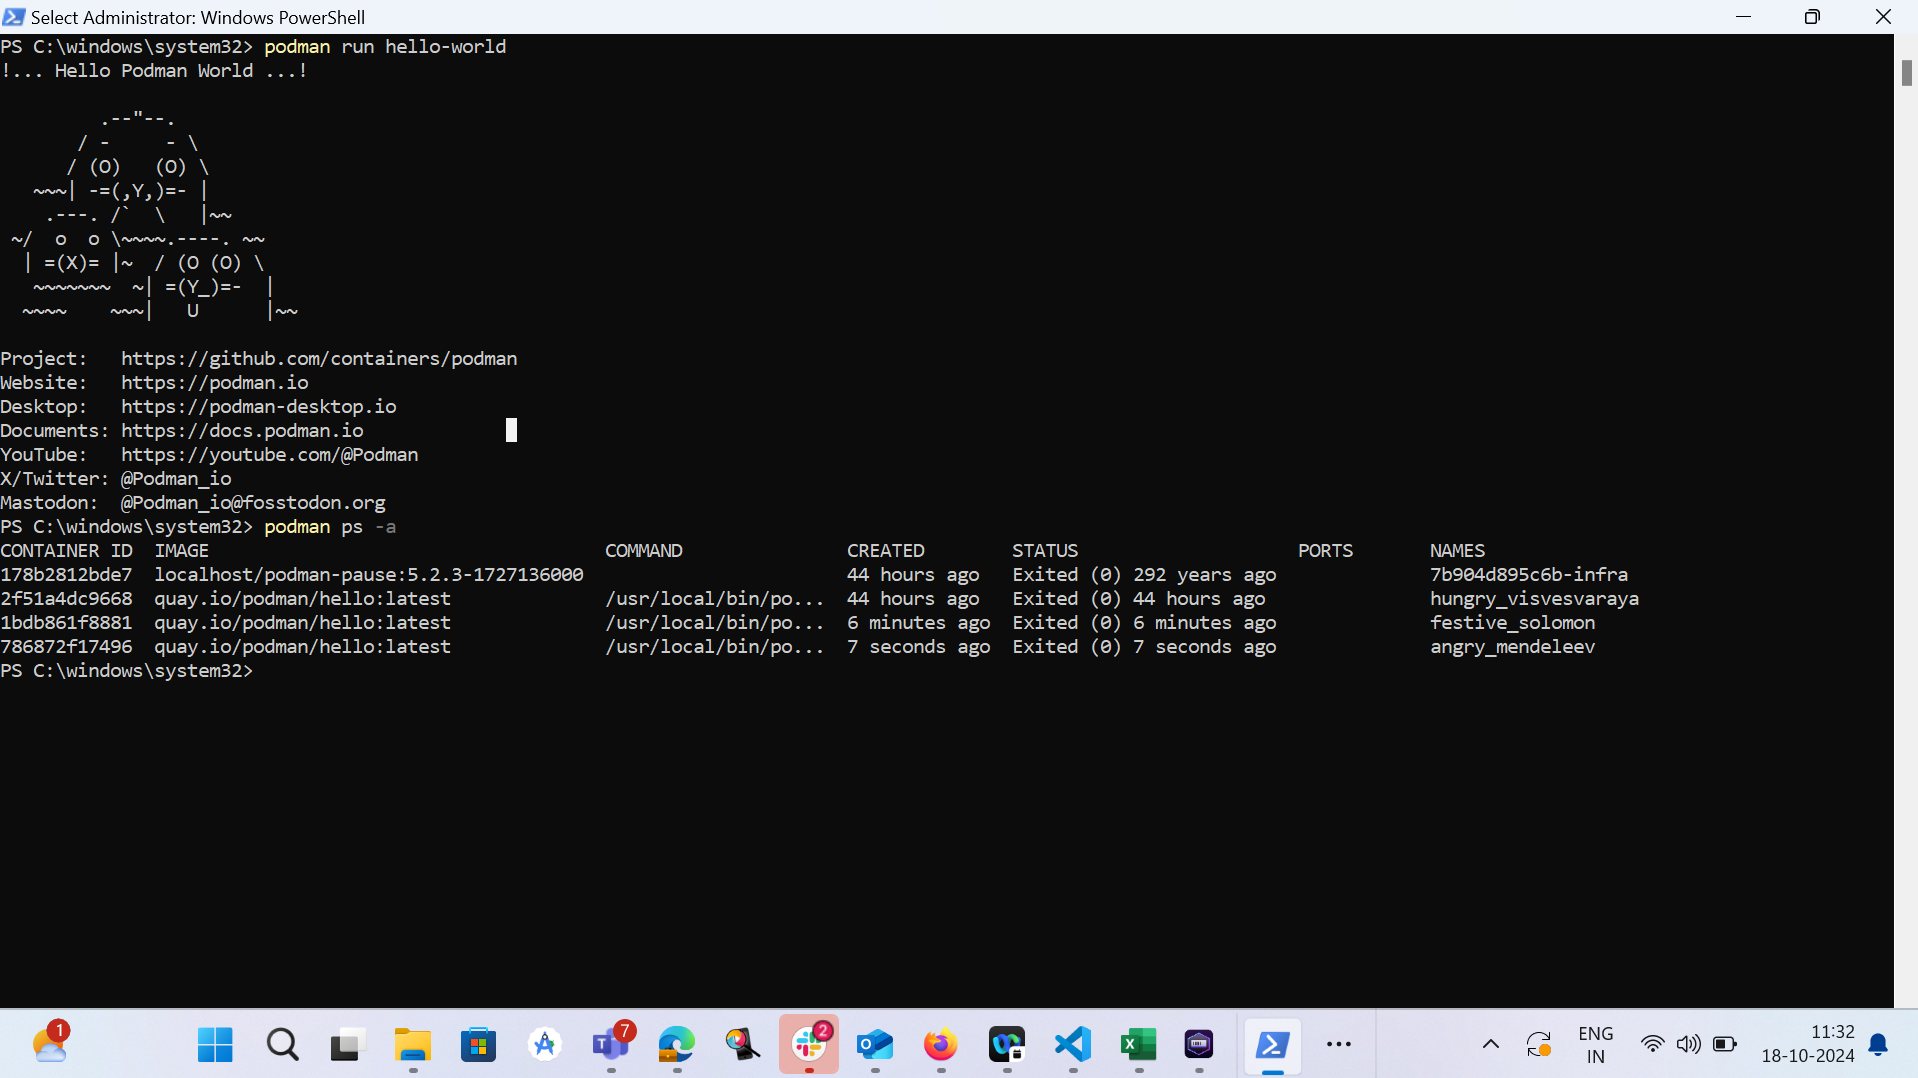 Select Administrator: Windows PowerShell
PS C:\windows\system32> podman run hello-world
!... Hello Podman World ...!

         .--"--.
       / -     - \
      / (O)   (O) \
   ~~~| -=(,Y,)=- |
    .---. /`  \   |~~
 ~/  o  o \~~~~.----. ~~
  | =(X)= |~  / (O (O) \
   ~~~~~~~  ~| =(Y_)=-  |
  ~~~~    ~~~|   U      |~~

Project:   https://github.com/containers/podman
Website:   https://podman.io
Desktop:   https://podman-desktop.io
Documents: https://docs.podman.io
YouTube:   https://youtube.com/@Podman
X/Twitter: @Podman_io
Mastodon:  @Podman_io@fosstodon.org
PS C:\windows\system32> podman ps -a
CONTAINER ID  IMAGE                                    COMMAND               CREATED        STATUS                    PORTS       NAMES
178b2812bde7  localhost/podman-pause:5.2.3-1727136000                        44 hours ago   Exited (0) 292 years ago              7b904d895c6b-infra
2f51a4dc9668  quay.io/podman/hello:latest              /usr/local/bin/po...  44 hours ago   Exited (0) 44 hours ago               hungry_visvesvaraya
1bdb861f8881  quay.io/podman/hello:latest              /usr/local/bin/po...  6 minutes ago  Exited (0) 6 minutes ago              festive_solomon
786872f17496  quay.io/podman/hello:latest              /usr/local/bin/po...  7 seconds ago  Exited (0) 7 seconds ago              angry_mendeleev
PS C:\windows\system32>
1
7
2
ENG
IN
11:32
18-10-2024